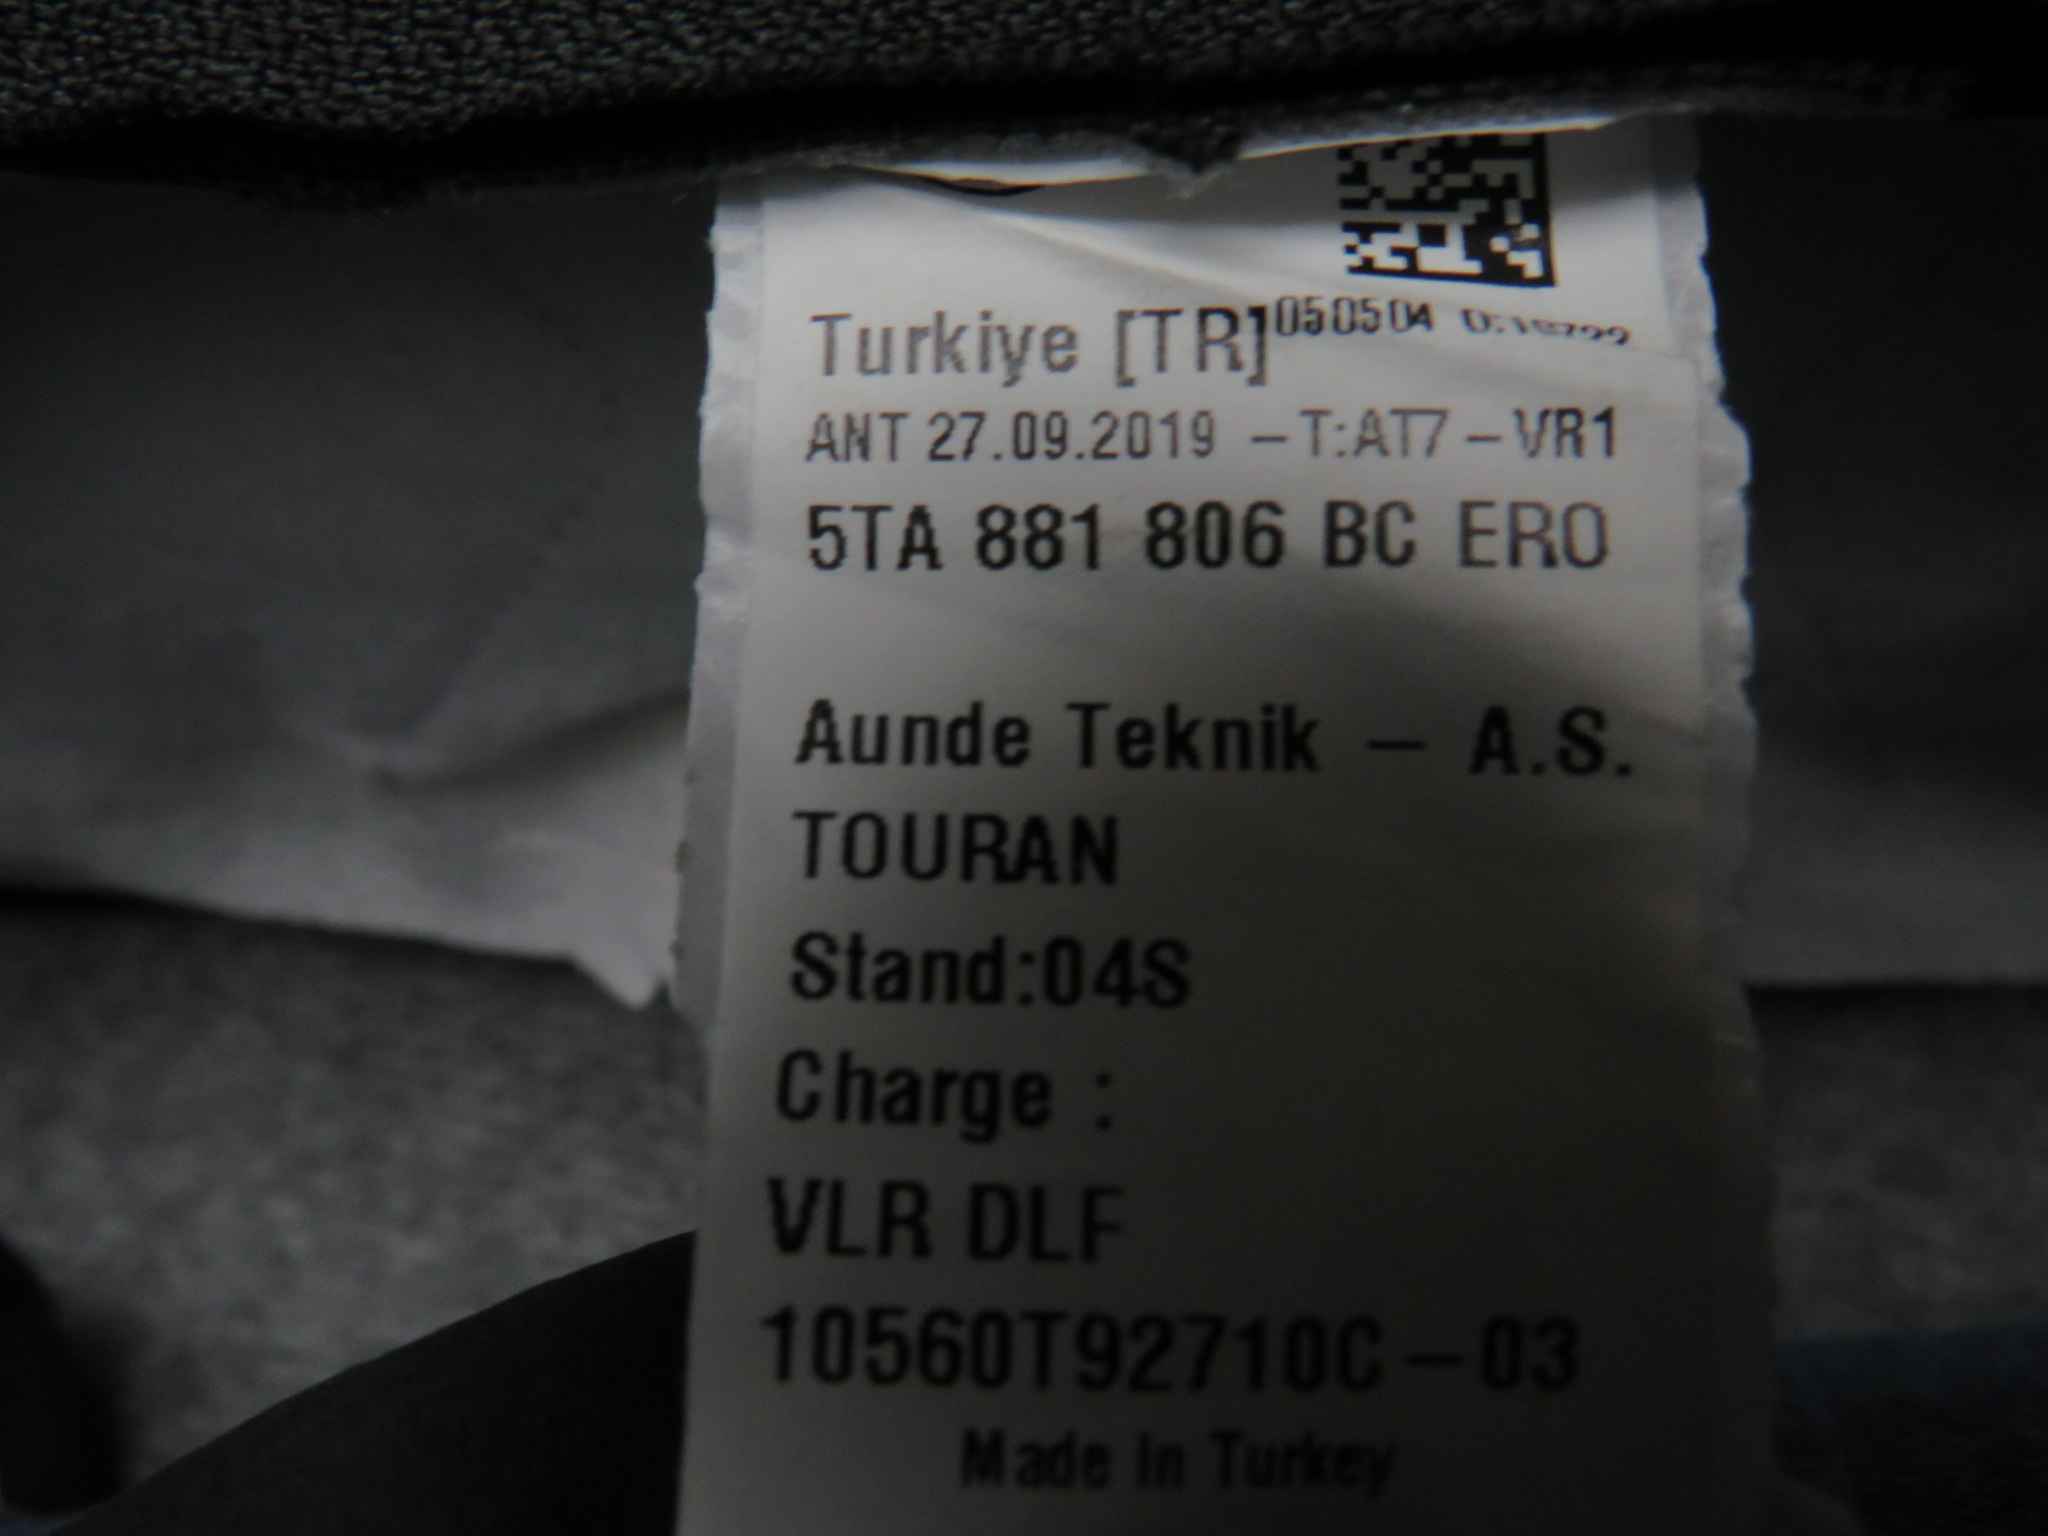 Turkiye [TR] 050504
ANT 27.09.2019 –T:AT7–VR1
5TA 881 806 BC ERO
Aunde Teknik – A.S.
TOURAN
Stand:04S
Charge :
VLR DLF
10560T92710C–03
Made In Turkey